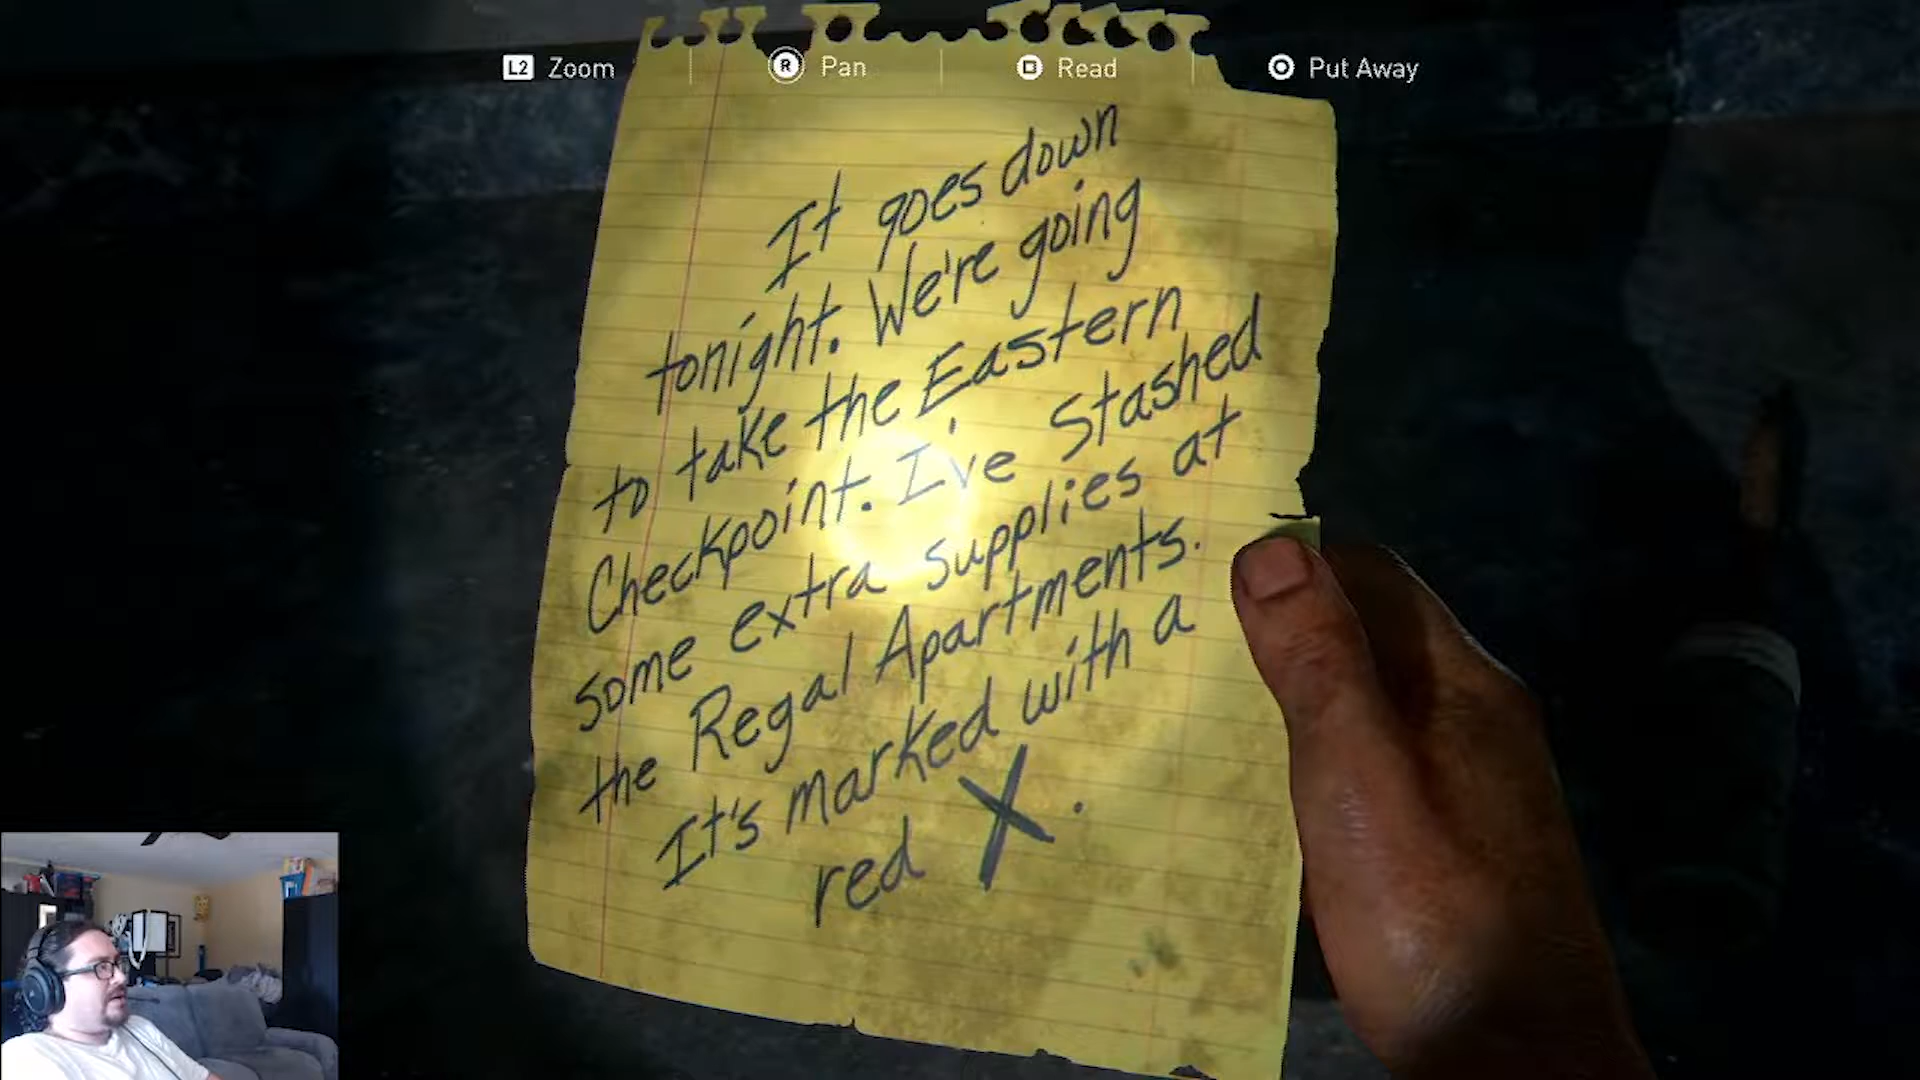 L2 Zoom R Pan Read Put Away
It goes down
tonight. We're going
to take the Eastern
Checkpoint. I've Stashed
some extra supplies at
the Regal Apartments.
It's marked with a
red X.